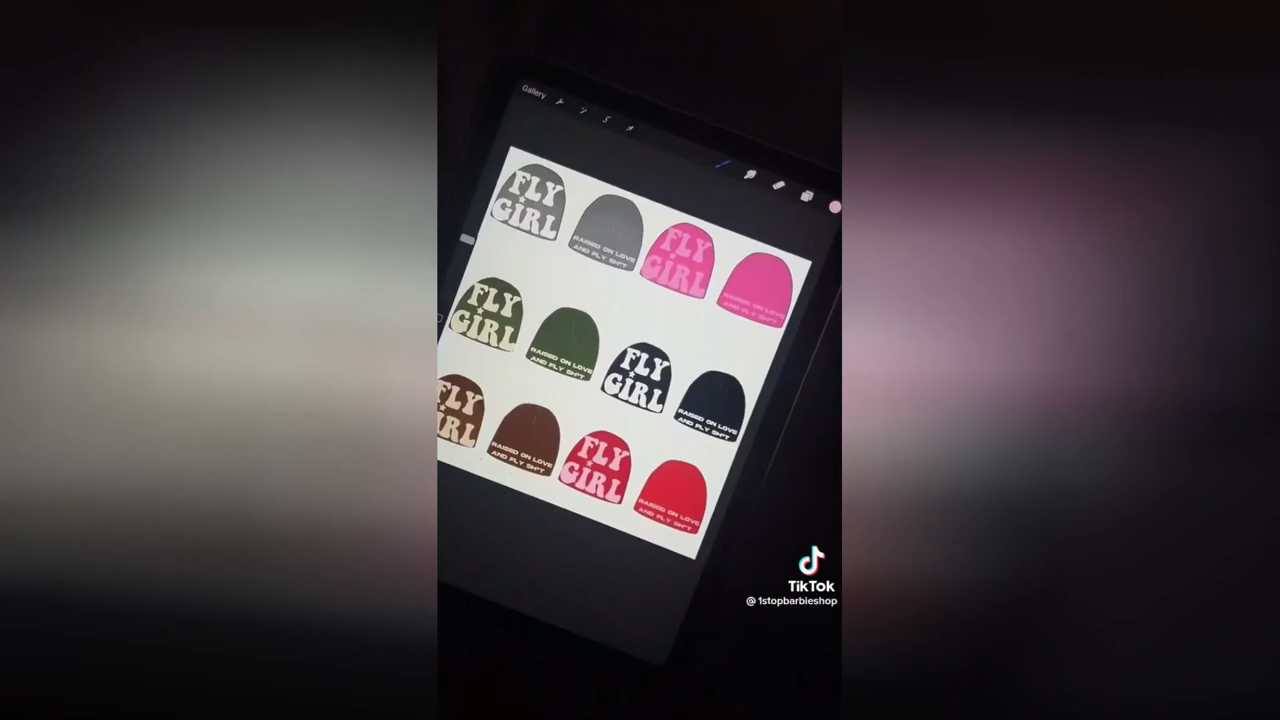 Gallery
FLY
GIRL
RAISED ON LOVE
AND FLY SH*T
FLY
GIRL
RAISED ON LOVE
AND FLY SH*T
FLY
GIRL
RAISED ON LOVE
AND FLY SH*T
FLY
GIRL
RAISED ON LOVE
AND FLY SH*T
FLY
GIRL
RAISED ON LOVE
AND FLY SH*T
FLY
GIRL
RAISED ON LOVE
AND FLY SH*T
TikTok
@ 1stopbarbieshop